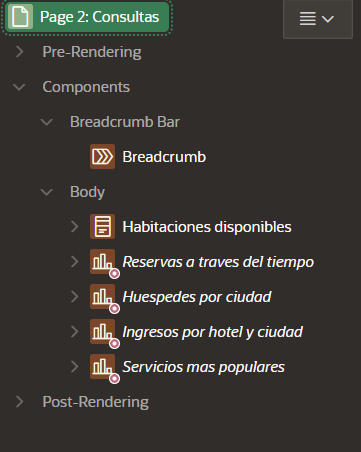 Page 2: Consultas
Pre-Rendering
Components
Breadcrumb Bar
Breadcrumb
Body
Habitaciones disponibles
Reservas a traves del tiempo
Huespedes por ciudad
Ingresos por hotel y ciudad
Servicios mas populares
Post-Rendering